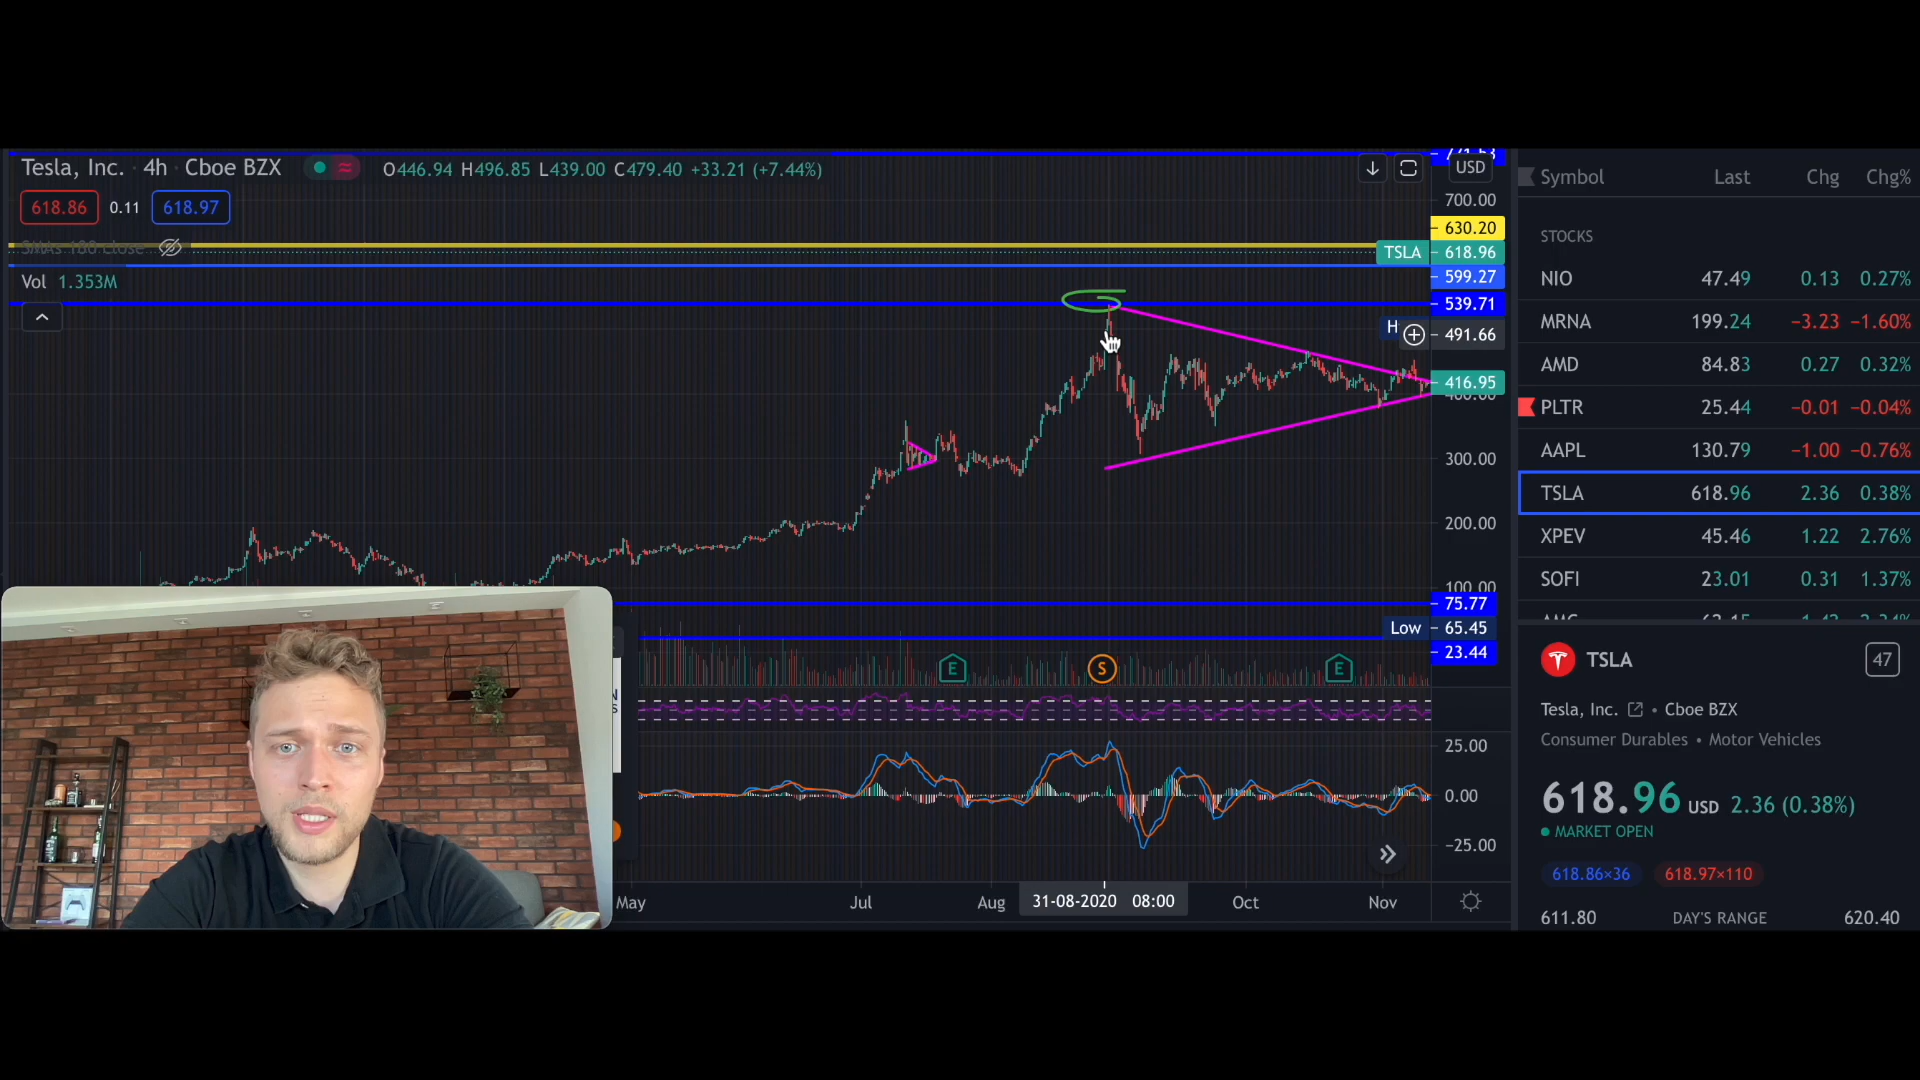 Tesla, Inc. · 4h · Cboe BZX
O446.94 H496.85 L439.00 C479.40 +33.21 (+7.44%)
USD
618.86 0.11 618.97
SMAs 180 close
Vol 1.353M
771.53
700.00
630.20
TSLA 618.96
599.27
539.71
H 491.66
416.95
400.00
300.00
200.00
100.00
75.77
Low 65.45
23.44
E S E
N
S
25.00
0.00
−25.00
May Jul Aug 31-08-2020 08:00 Oct Nov
Symbol Last Chg Chg%
STOCKS
NIO 47.49 0.13 0.27%
MRNA 199.24 −3.23 −1.60%
AMD 84.83 0.27 0.32%
PLTR 25.44 −0.01 −0.04%
AAPL 130.79 −1.00 −0.76%
TSLA 618.96 2.36 0.38%
XPEV 45.46 1.22 2.76%
SOFI 23.01 0.31 1.37%
TSLA 47
Tesla, Inc. • Cboe BZX
Consumer Durables • Motor Vehicles
618.96 USD 2.36 (0.38%)
MARKET OPEN
618.86×36 618.97×110
611.80 DAY'S RANGE 620.40